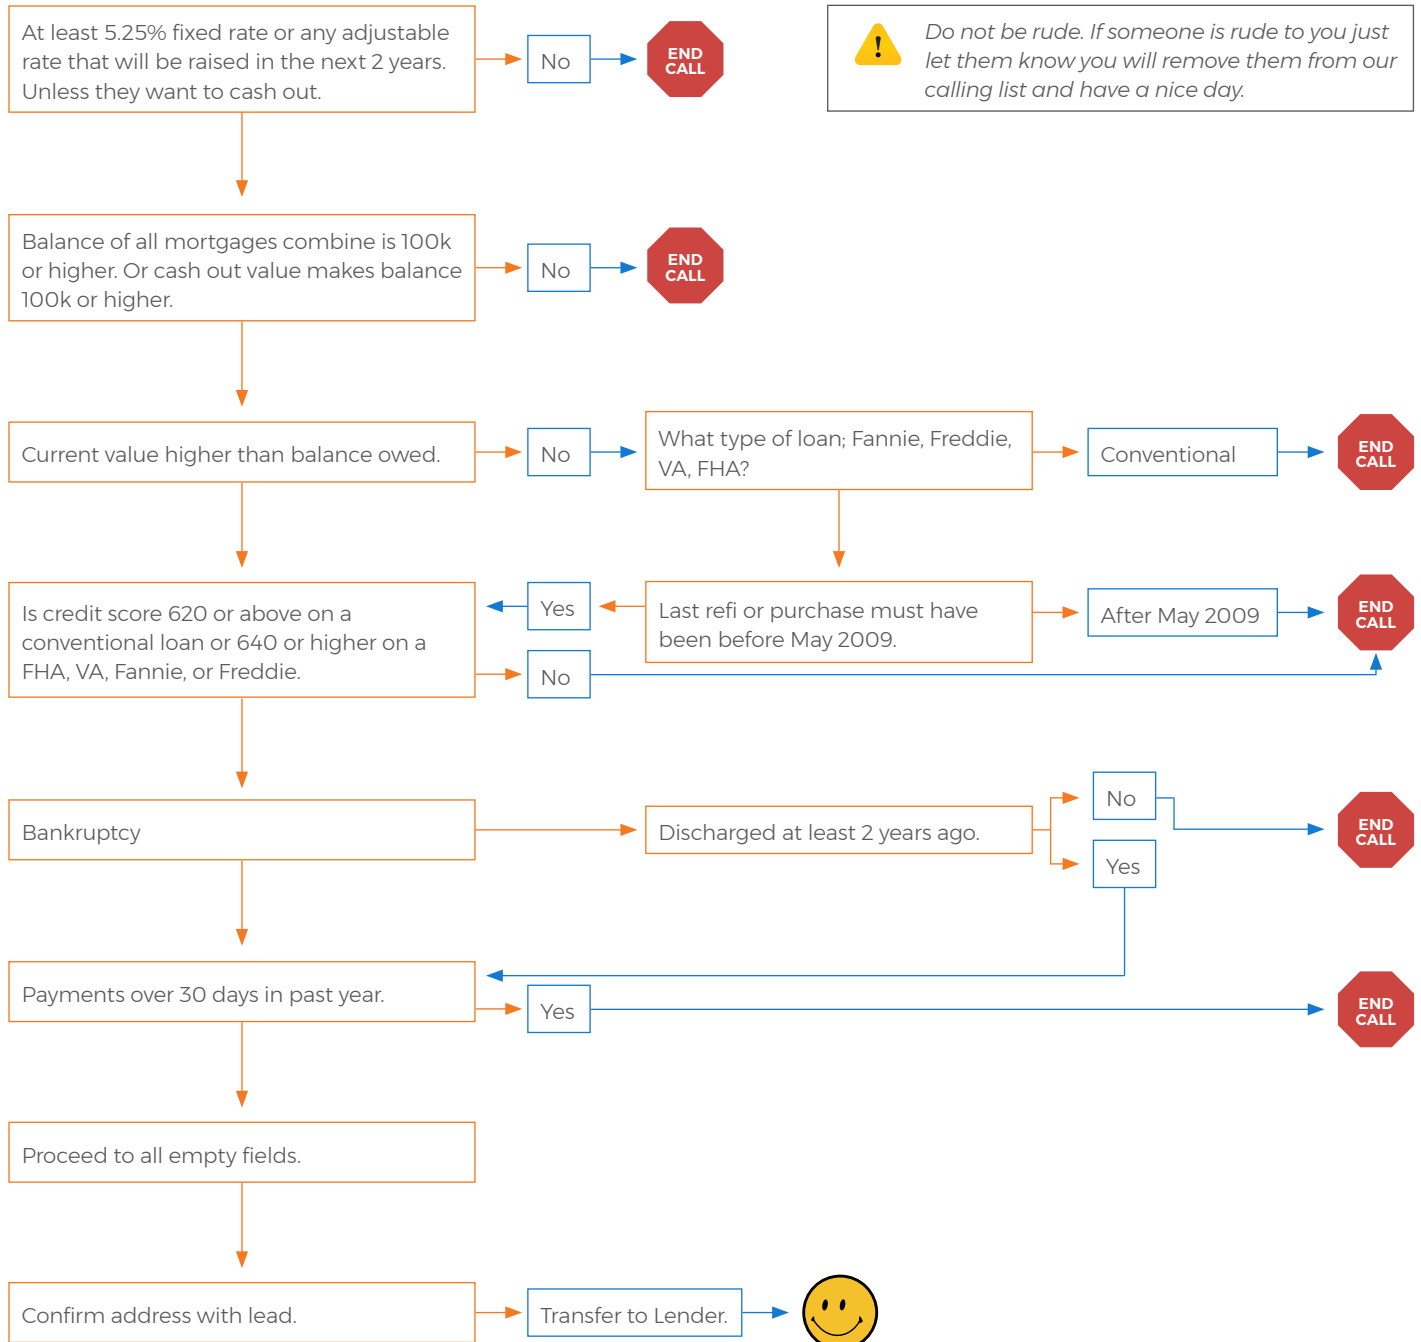 At least 5.25% fixed rate or any adjustable
rate that will be raised in the next 2 years.
Unless they want to cash out.
No
END
CALL
Do not be rude. If someone is rude to you just
let them know you will remove them from our
calling list and have a nice day.
Balance of all mortgages combine is 100k
or higher. Or cash out value makes balance
100k or higher.
No
END
CALL
Current value higher than balance owed.
No
What type of loan; Fannie, Freddie,
VA, FHA?
Conventional
END
CALL
Is credit score 620 or above on a
conventional loan or 640 or higher on a
FHA, VA, Fannie, or Freddie.
Yes
Last refi or purchase must have
been before May 2009.
After May 2009
END
CALL
No
Bankruptcy
Discharged at least 2 years ago.
No
Yes
END
CALL
Payments over 30 days in past year.
Yes
END
CALL
Proceed to all empty fields.
Confirm address with lead.
Transfer to Lender.